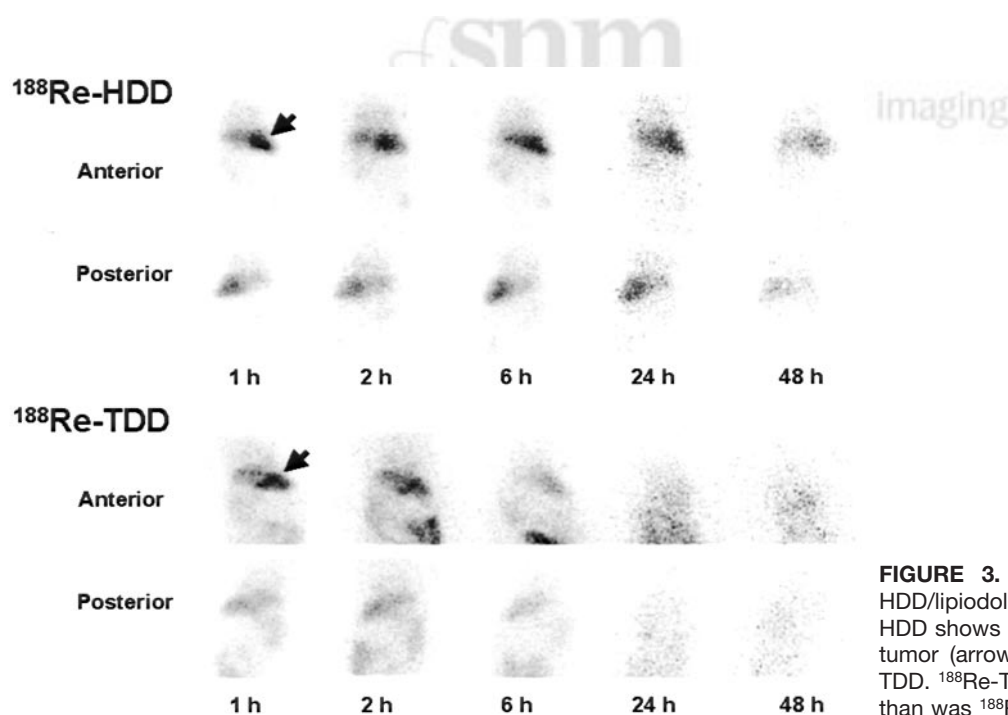 snm
imaging
¹⁸⁸Re-HDD
Anterior
Posterior
1 h 2 h 6 h 24 h 48 h
¹⁸⁸Re-TDD
Anterior
Posterior
1 h 2 h 6 h 24 h 48 h
FIGURE 3.
HDD/lipiodol
HDD shows
tumor (arrow
TDD. ¹⁸⁸Re-T
than was ¹⁸⁸